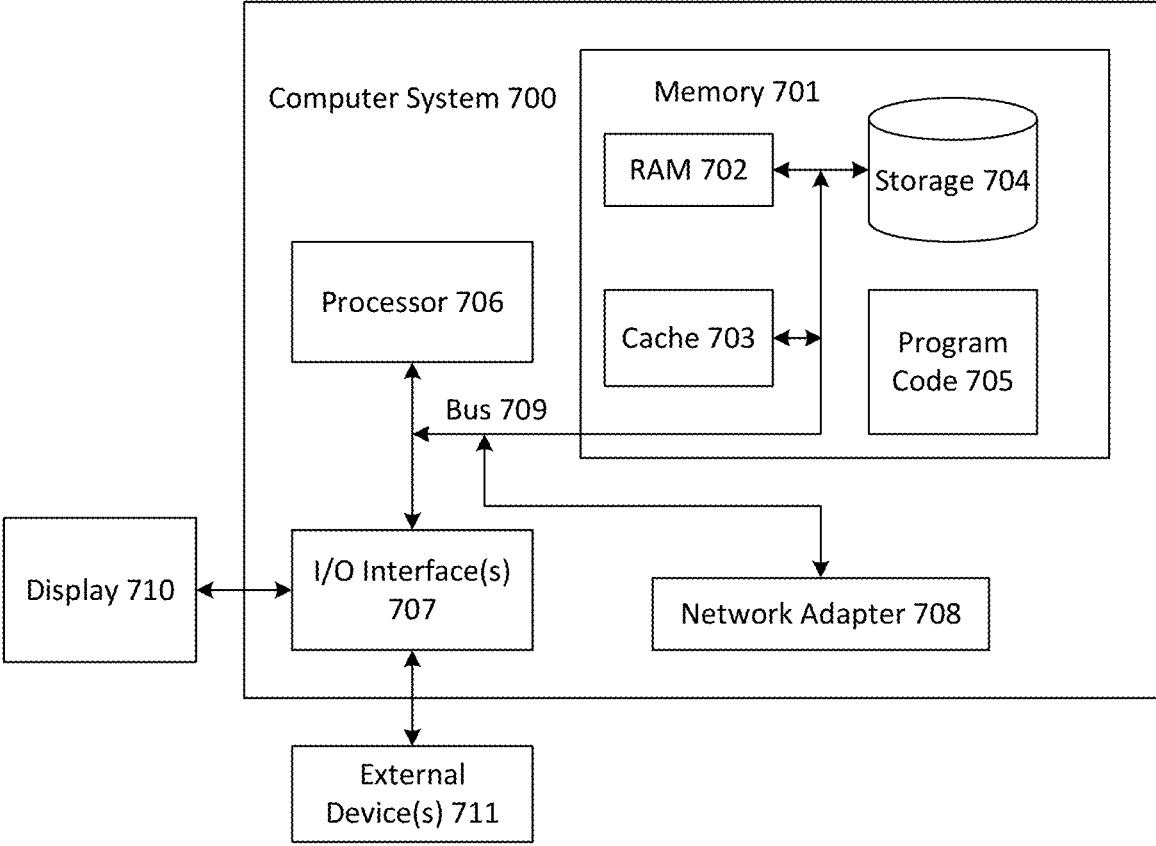 Computer System 700
Memory 701
RAM 702
Storage 704
Processor 706
Cache 703
Program
Code 705
Bus 709
Display 710
I/O Interface(s)
707
Network Adapter 708
External
Device(s) 711